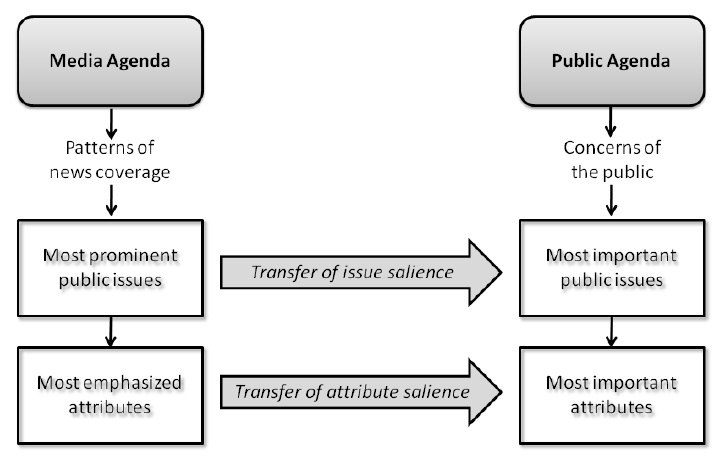 Media Agenda
Public Agenda
Patterns of
news coverage
Concerns of
the public
Most prominent
public issues
Transfer of issue salience
Most important
public issues
Most emphasized
attributes
Transfer of attribute salience
Most important
attributes